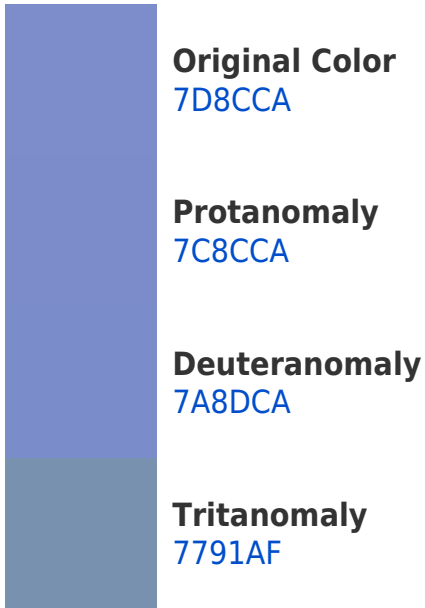 Original Color
7D8CCA
Protanomaly
7C8CCA
Deuteranomaly
7A8DCA
Tritanomaly
7791AF